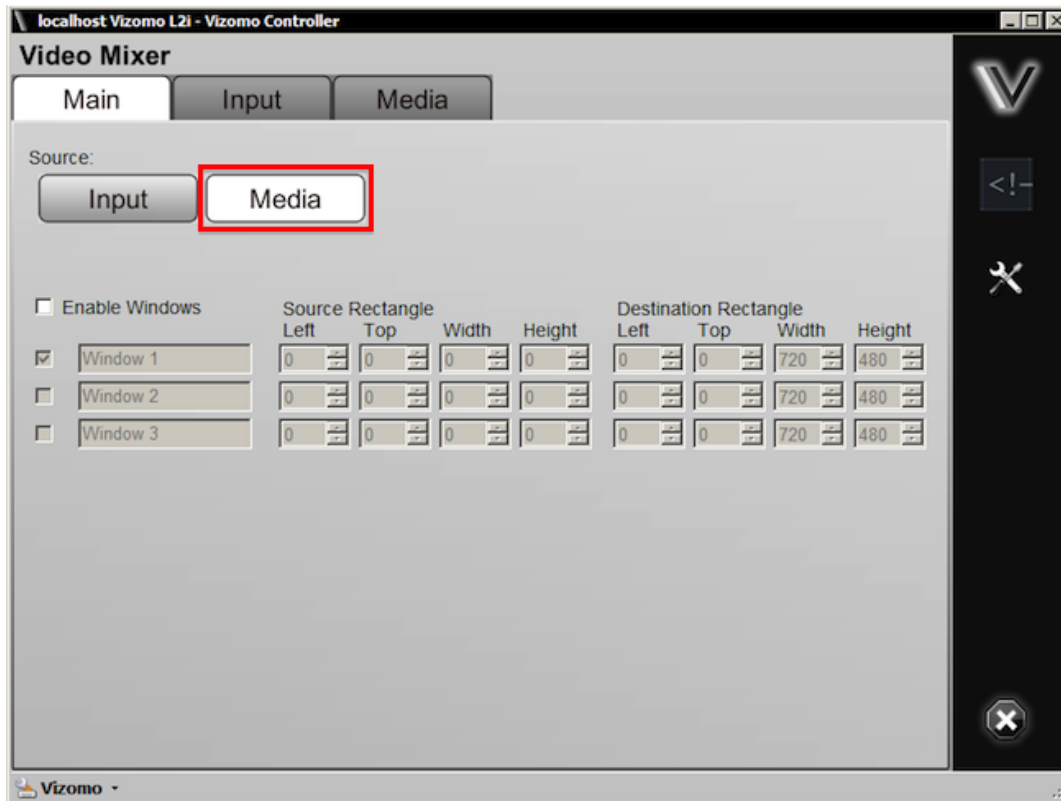 localhost Vizomo L2i - Vizomo Controller
Video Mixer
Main Input Media
Source:
Input Media
Enable Windows Source Rectangle Destination Rectangle
Left Top Width Height Left Top Width Height
Window 1 0 0 0 0 0 0 720 480
Window 2 0 0 0 0 0 0 720 480
Window 3 0 0 0 0 0 0 720 480
<!-
Vizomo